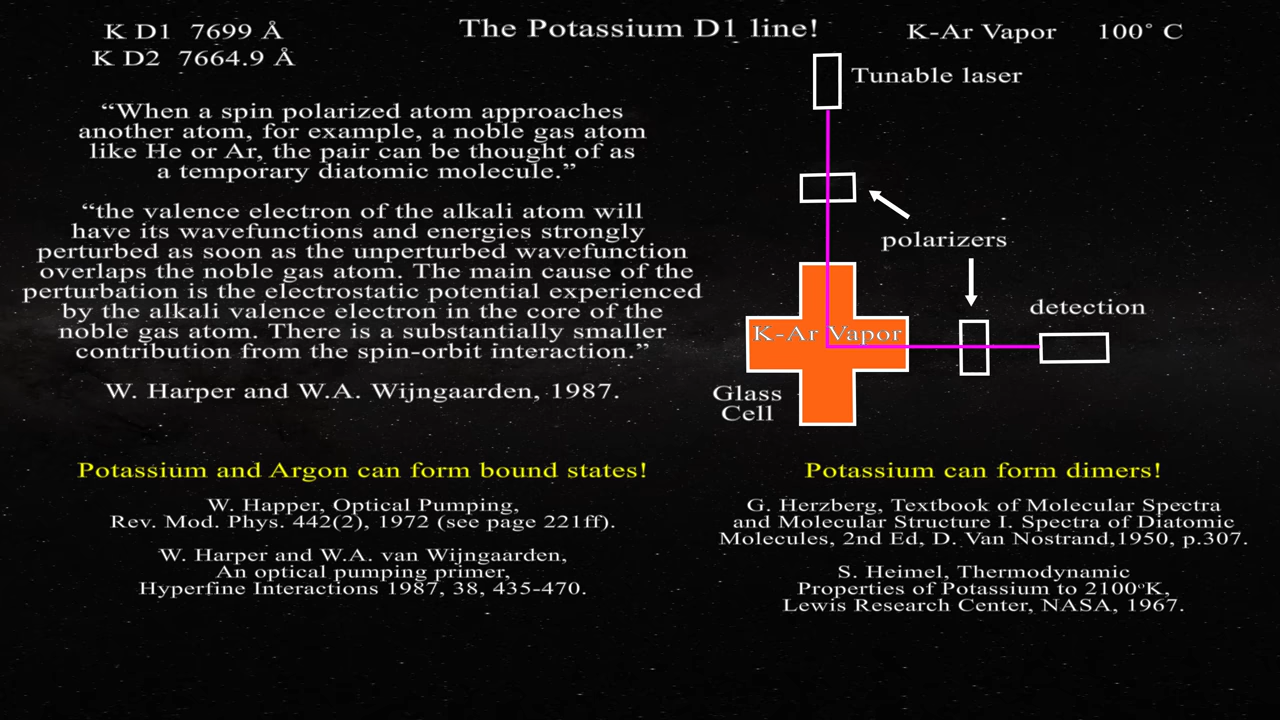 K D1 7699 Å
K D2 7664.9 Å
The Potassium D1 line!
K-Ar Vapor 100° C
“When a spin polarized atom approaches
another atom, for example, a noble gas atom
like He or Ar, the pair can be thought of as
a temporary diatomic molecule.”
“the valence electron of the alkali atom will
have its wavefunctions and energies strongly
perturbed as soon as the unperturbed wavefunction
overlaps the noble gas atom. The main cause of the
perturbation is the electrostatic potential experienced
by the alkali valence electron in the core of the
noble gas atom. There is a substantially smaller
contribution from the spin-orbit interaction.”
W. Harper and W.A. Wijngaarden, 1987.
Tunable laser
polarizers
detection
K-Ar Vapor
Glass
Cell
Potassium and Argon can form bound states!
W. Happer, Optical Pumping,
Rev. Mod. Phys. 442(2), 1972 (see page 221ff).
W. Harper and W.A. van Wijngaarden,
An optical pumping primer,
Hyperfine Interactions 1987, 38, 435-470.
Potassium can form dimers!
G. Herzberg, Textbook of Molecular Spectra
and Molecular Structure I. Spectra of Diatomic
Molecules, 2nd Ed, D. Van Nostrand,1950, p.307.
S. Heimel, Thermodynamic
Properties of Potassium to 2100°K,
Lewis Research Center, NASA, 1967.